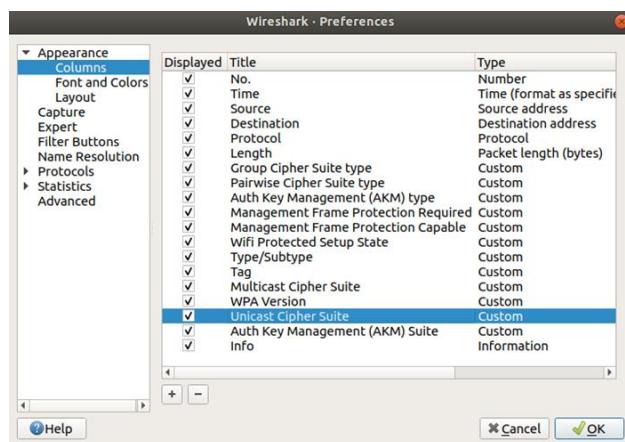 Wireshark · Preferences
Appearance
Columns
Font and Colors
Layout
Capture
Expert
Filter Buttons
Name Resolution
Protocols
Statistics
Advanced
Displayed Title Type
No. Number
Time Time (format as specifie
Source Source address
Destination Destination address
Protocol Protocol
Length Packet length (bytes)
Group Cipher Suite type Custom
Pairwise Cipher Suite type Custom
Auth Key Management (AKM) type Custom
Management Frame Protection Required Custom
Management Frame Protection Capable Custom
Wifi Protected Setup State Custom
Type/Subtype Custom
Tag Custom
Multicast Cipher Suite Custom
WPA Version Custom
Unicast Cipher Suite Custom
Auth Key Management (AKM) Suite Custom
Info Information
+ −
Help Cancel OK